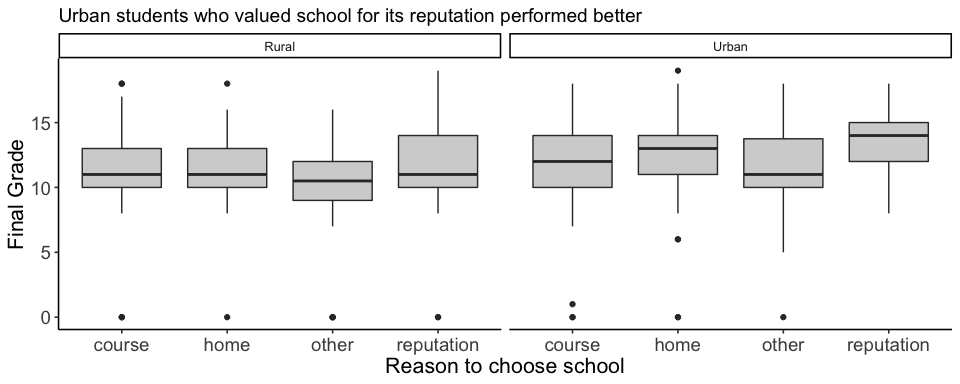 Urban students who valued school for its reputation performed better
Rural
Urban
Final Grade
15
10
5
0
course home other reputation
course home other reputation
Reason to choose school